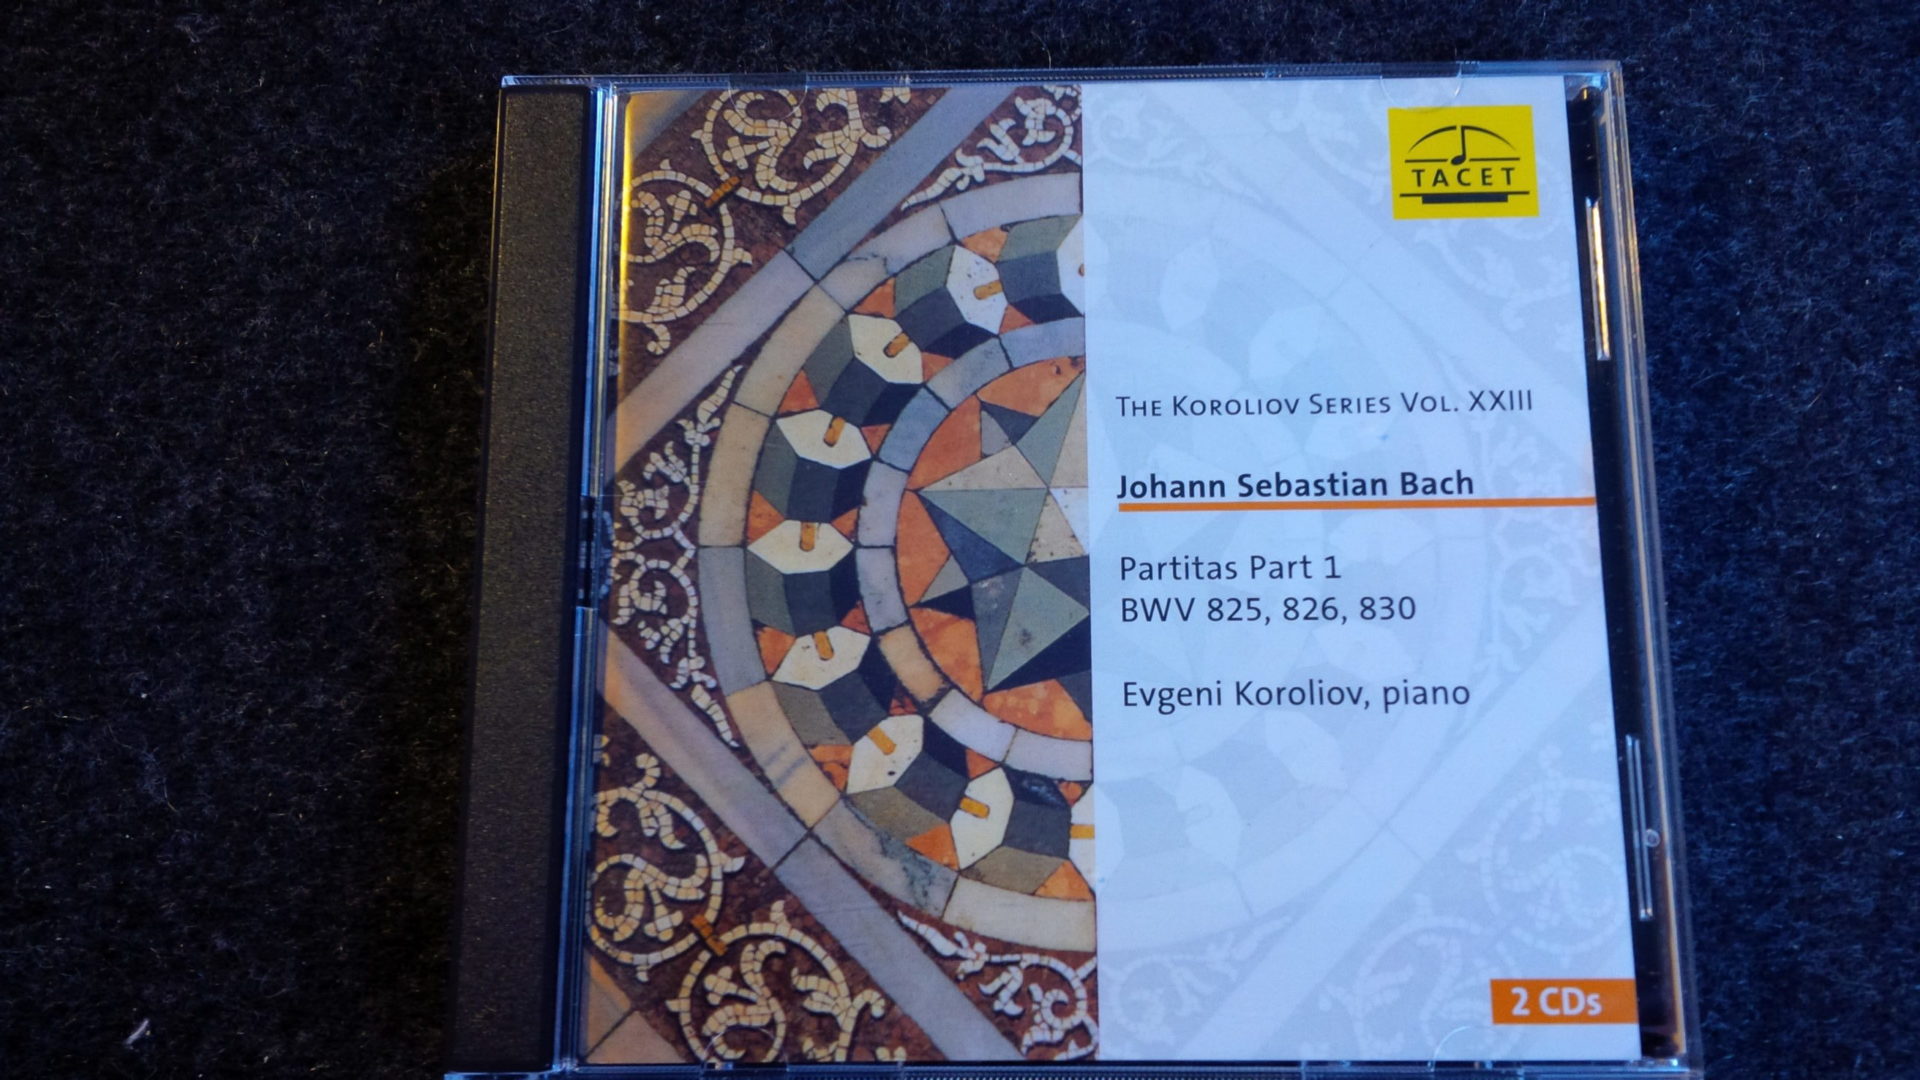 TACET
THE KOROLIOV SERIES VOL. XXIII
Johann Sebastian Bach
Partitas Part 1
BWV 825, 826, 830
Evgeni Koroliov, piano
2 CDs